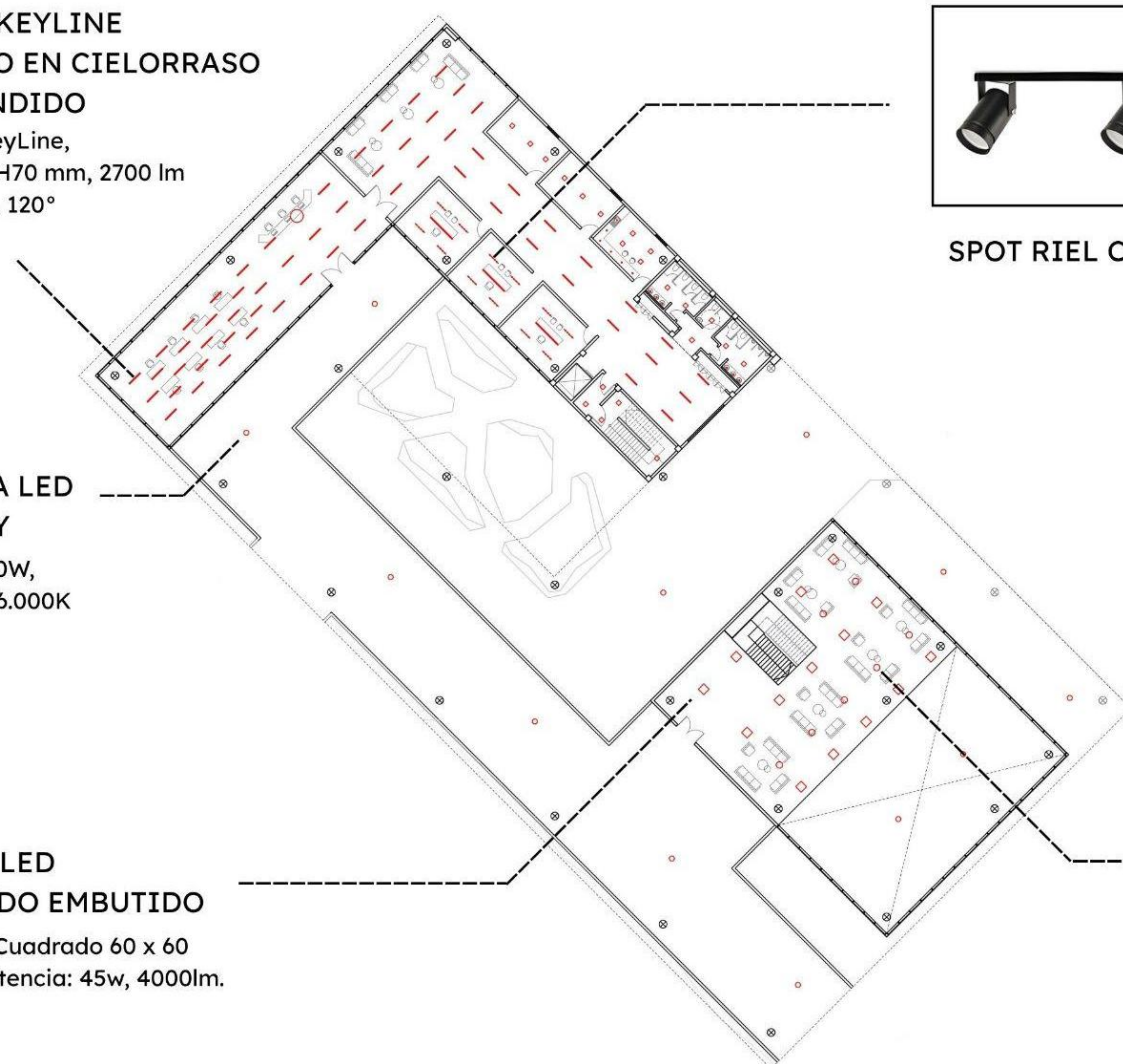 KEYLINE
O EN CIELORRASO
NDIDO
eyLine,
H70 mm, 2700 lm
120°
SPOT RIEL C
A LED
Y
0W,
6.000K
LED
DO EMBUTIDO
Cuadrado 60 x 60
tencia: 45w, 4000lm.